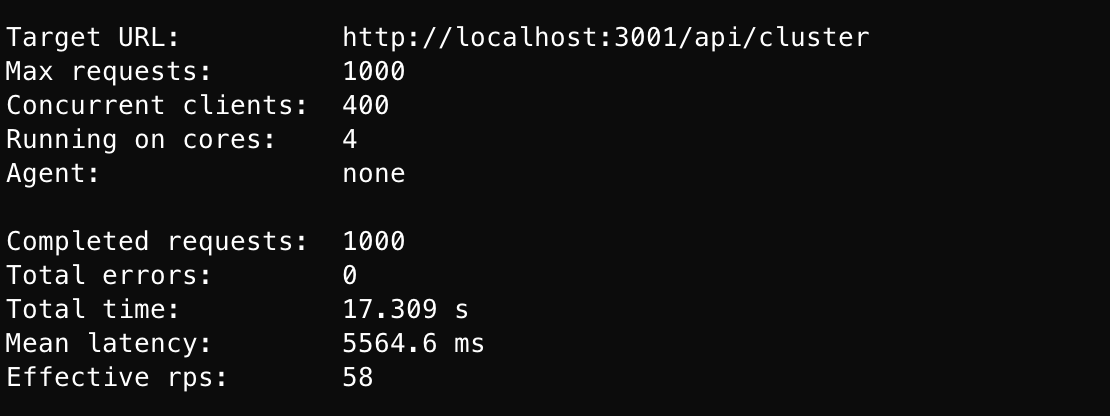 Target URL: http://localhost:3001/api/cluster
Max requests: 1000
Concurrent clients: 400
Running on cores: 4
Agent: none
Completed requests: 1000
Total errors: 0
Total time: 17.309 s
Mean latency: 5564.6 ms
Effective rps: 58